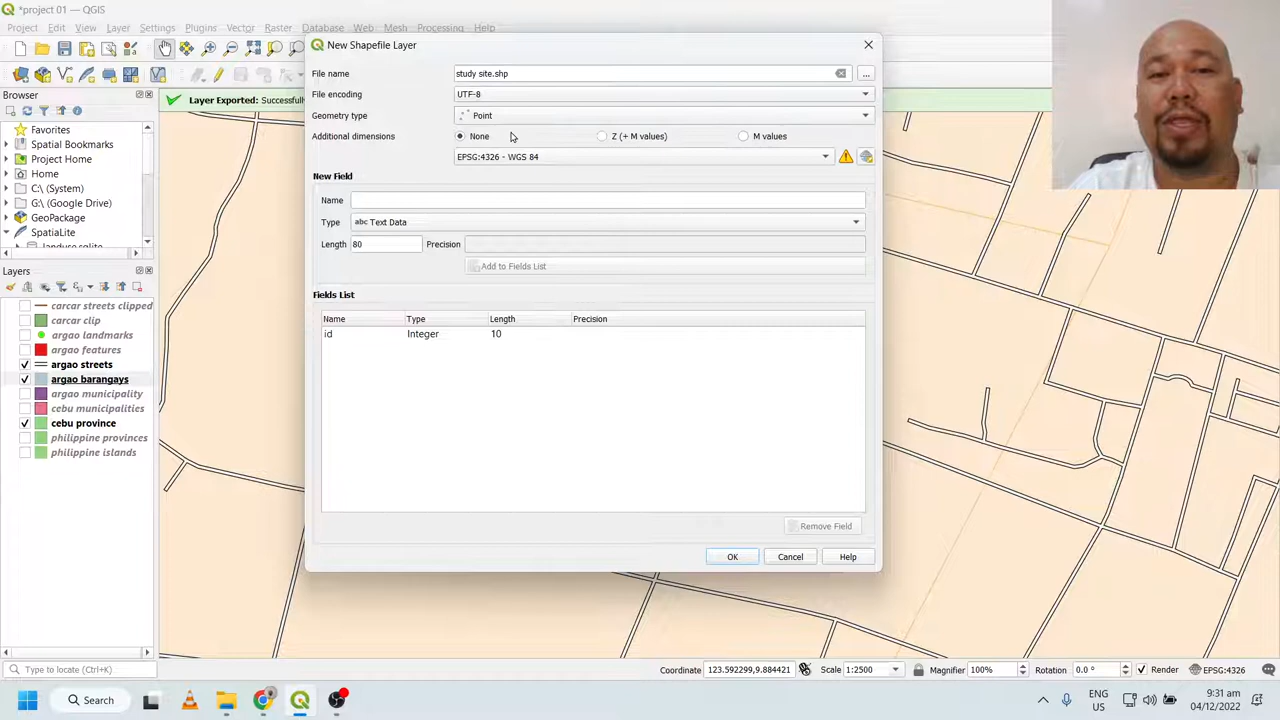 *project 01 — QGIS
Project Edit View Layer Settings Plugins Vector Raster Database Web Mesh Processing Help
New Shapefile Layer
File name study site.shp ...
File encoding UTF-8
Geometry type Point
Additional dimensions None Z (+ M values) M values
EPSG:4326 - WGS 84
New Field
Name
Type abc Text Data
Length 80 Precision
Add to Fields List
Fields List
Name Type Length Precision
id Integer 10
Remove Field
OK Cancel Help
Layer Exported: Successfully
Browser
Favorites
Spatial Bookmarks
Project Home
Home
C:\ (System)
G:\ (Google Drive)
GeoPackage
SpatiaLite
landuse.sqlite
Layers
carcar streets clipped
carcar clip
argao landmarks
argao features
argao streets
argao barangays
argao municipality
cebu municipalities
cebu province
philippine provinces
philippine islands
Type to locate (Ctrl+K)
Coordinate 123.592299,9.884421 Scale 1:2500 Magnifier 100% Rotation 0.0 ° Render EPSG:4326
Search
ENG
US
9:31 am
04/12/2022